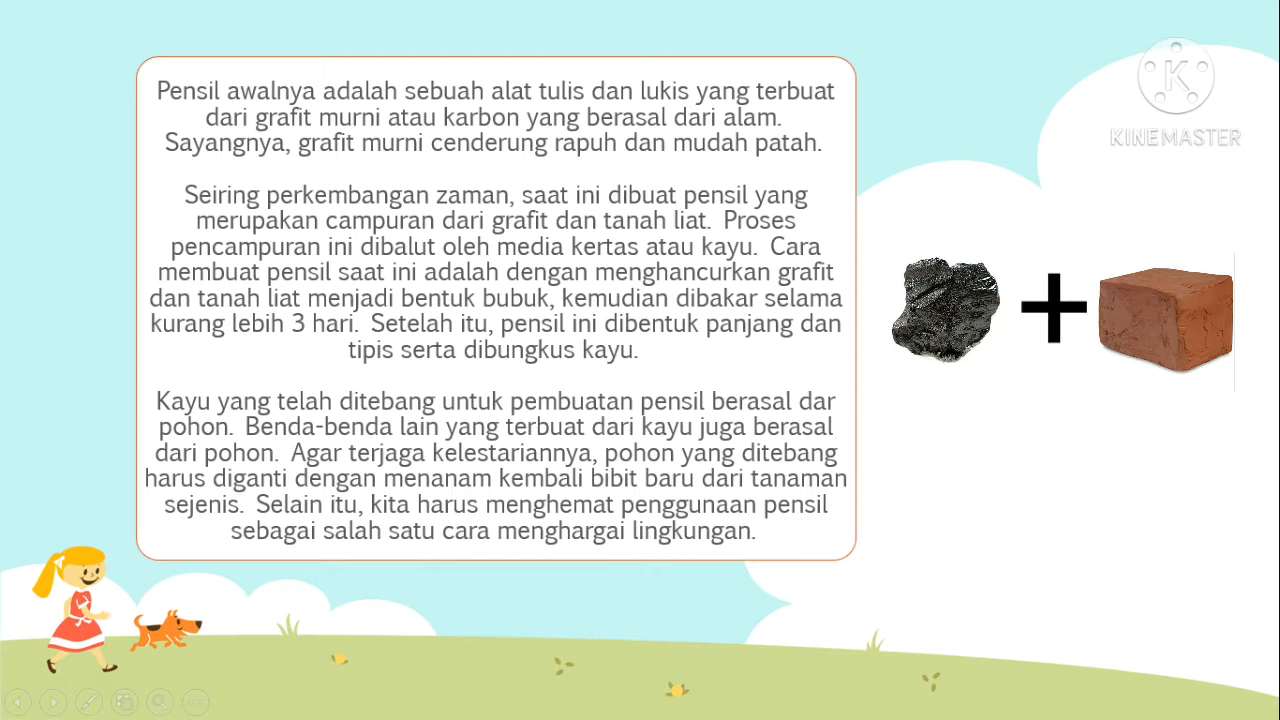 Pensil awalnya adalah sebuah alat tulis dan lukis yang terbuat
dari grafit murni atau karbon yang berasal dari alam.
Sayangnya, grafit murni cenderung rapuh dan mudah patah.
Seiring perkembangan zaman, saat ini dibuat pensil yang
merupakan campuran dari grafit dan tanah liat. Proses
pencampuran ini dibalut oleh media kertas atau kayu. Cara
membuat pensil saat ini adalah dengan menghancurkan grafit
dan tanah liat menjadi bentuk bubuk, kemudian dibakar selama
kurang lebih 3 hari. Setelah itu, pensil ini dibentuk panjang dan
tipis serta dibungkus kayu.
Kayu yang telah ditebang untuk pembuatan pensil berasal dar
pohon. Benda-benda lain yang terbuat dari kayu juga berasal
dari pohon. Agar terjaga kelestariannya, pohon yang ditebang
harus diganti dengan menanam kembali bibit baru dari tanaman
sejenis. Selain itu, kita harus menghemat penggunaan pensil
sebagai salah satu cara menghargai lingkungan.
K
KINEMASTER
+